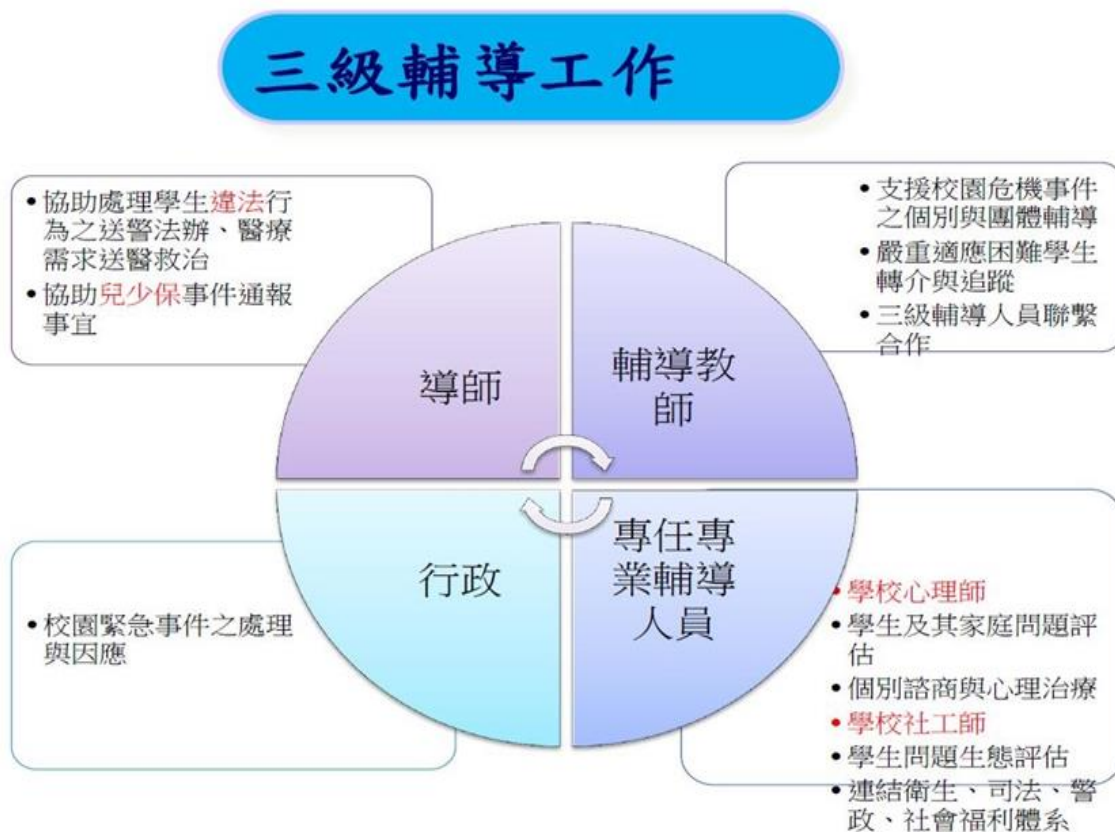 三級輔導工作
• 協助處理學生違法行
為之送警法辦、醫療
需求送醫救治
• 協助兒少保事件通報
事宜
• 支援校園危機事件
之個別與團體輔導
• 嚴重適應困難學生
轉介與追蹤
• 三級輔導人員聯繫
合作
導師
輔導教
師
行政
專任專
業輔導
人員
• 校園緊急事件之處理
與因應
• 學校心理師
• 學生及其家庭問題評
估
• 個別諮商與心理治療
• 學校社工師
• 學生問題生態評估
• 連結衛生、司法、警
政、社會福利體系